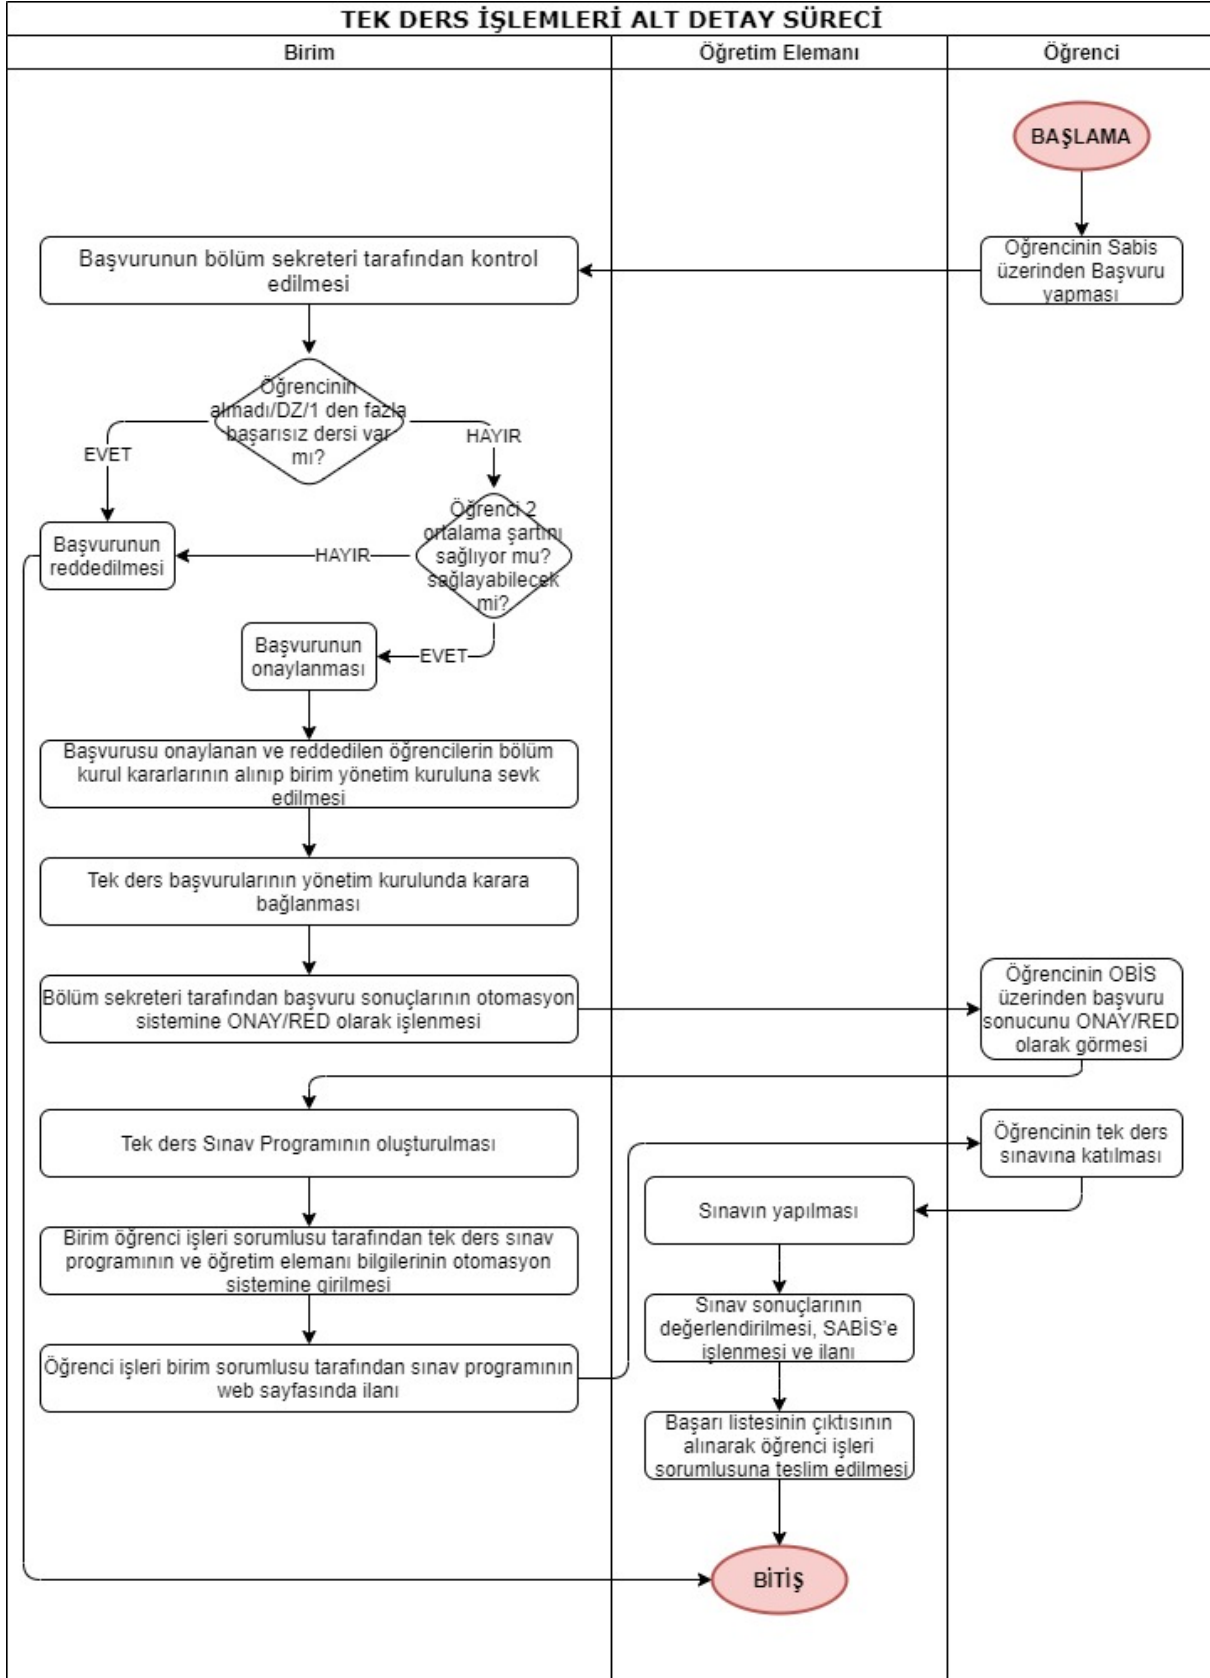 TEK DERS İŞLEMLERİ ALT DETAY SÜRECİ
Birim
Öğretim Elemanı
Öğrenci
BAŞLAMA
Öğrencinin Sabis
üzerinden Başvuru
yapması
Başvurunun bölüm sekreteri tarafından kontrol
edilmesi
Öğrencinin
almadı/DZ/1 den fazla
başarısız dersi var
mı?
EVET
HAYIR
Öğrenci 2
ortalama şartını
sağlıyor mu?
sağlayabilecek
mi?
HAYIR
Başvurunun
reddedilmesi
EVET
Başvurunun
onaylanması
Başvurusu onaylanan ve reddedilen öğrencilerin bölüm
kurul kararlarının alınıp birim yönetim kuruluna sevk
edilmesi
Tek ders başvurularının yönetim kurulunda karara
bağlanması
Bölüm sekreteri tarafından başvuru sonuçlarının otomasyon
sistemine ONAY/RED olarak işlenmesi
Öğrencinin OBİS
üzerinden başvuru
sonucunu ONAY/RED
olarak görmesi
Tek ders Sınav Programının oluşturulması
Birim öğrenci işleri sorumlusu tarafından tek ders sınav
programının ve öğretim elemanı bilgilerinin otomasyon
sistemine girilmesi
Öğrenci işleri birim sorumlusu tarafından sınav programının
web sayfasında ilanı
Öğrencinin tek ders
sınavına katılması
Sınavın yapılması
Sınav sonuçlarının
değerlendirilmesi, SABİS’e
işlenmesi ve ilanı
Başarı listesinin çıktısının
alınarak öğrenci işleri
sorumlusuna teslim edilmesi
BİTİŞ